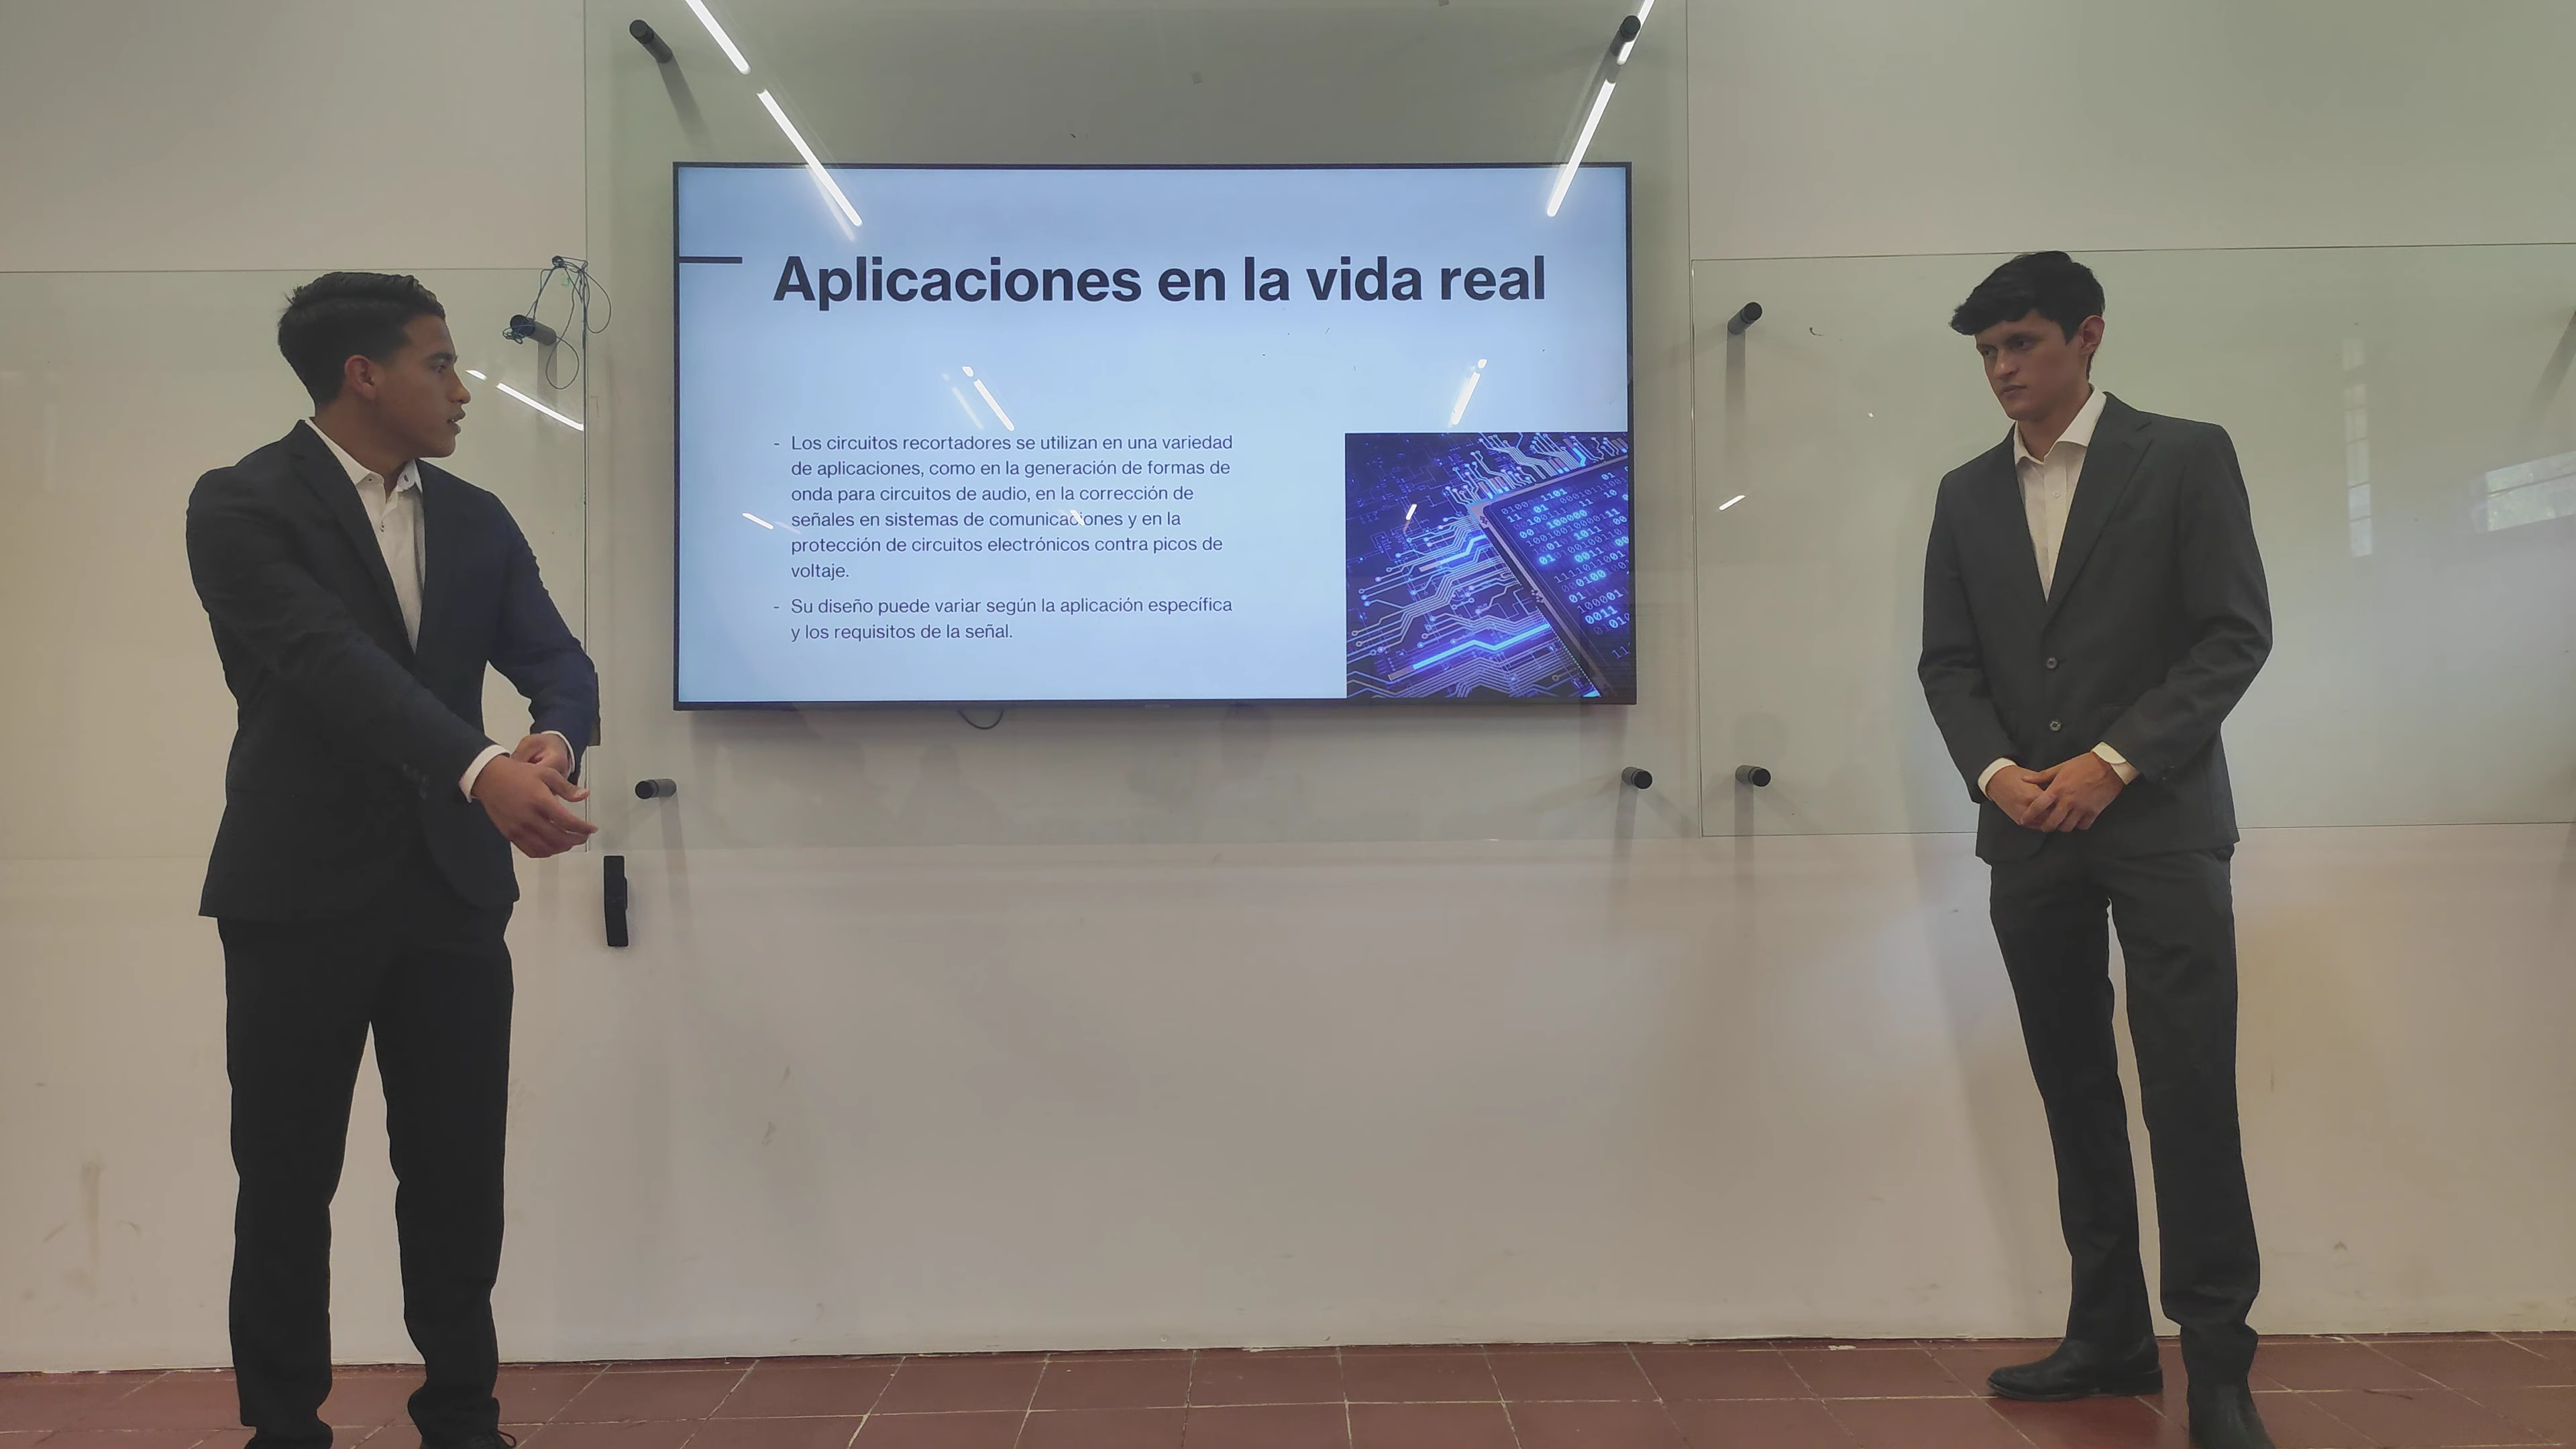 Aplicaciones en la vida real
- Los circuitos recortadores se utilizan en una variedad
de aplicaciones, como en la generación de formas de
onda para circuitos de audio, en la corrección de
señales en sistemas de comunicaciones y en la
protección de circuitos electrónicos contra picos de
voltaje.
- Su diseño puede variar según la aplicación específica
y los requisitos de la señal.